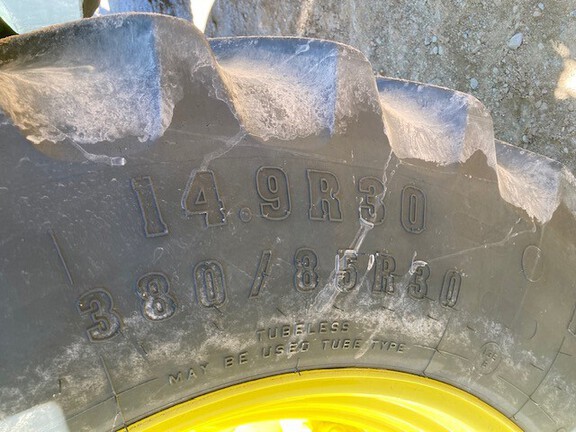 14.9R30
380/85R30
TUBELESS
MAY BE USED TUBE TYPE